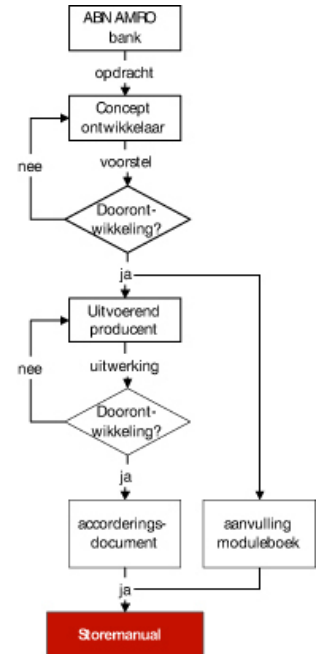 ABN AMRO
bank
opdracht
Concept
ontwikkelaar
nee
voorstel
Dooront-
wikkeling?
ja
Uitvoerend
producent
nee
uitwerking
Dooront-
wikkeling?
ja
accorderings-
document
aanvulling
moduleboek
ja
Storemanual